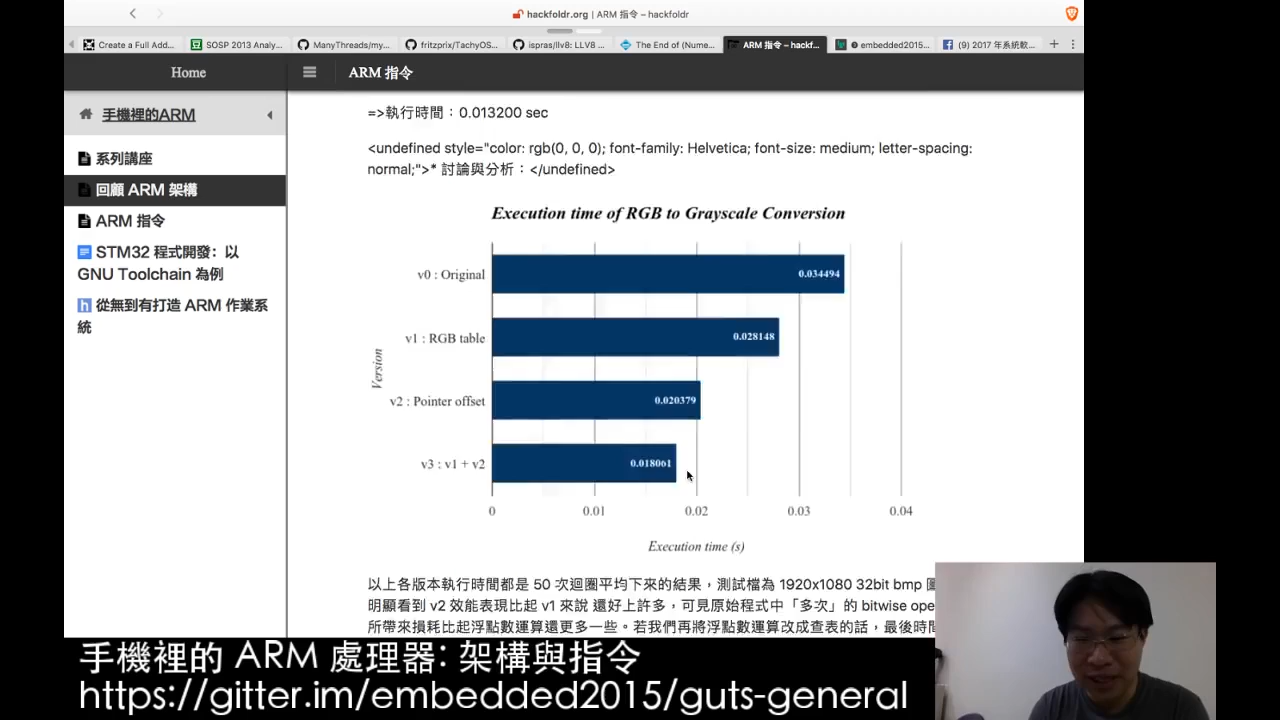 hackfoldr.org | ARM 指令 – hackfoldr
Create a Full Add...
SOSP 2013 Analy...
ManyThreads/my...
fritzprix/TachyOS...
ispras/llv8: LLV8 ...
The End of (Nume...
ARM 指令 – hackf...
embedded2015...
(9) 2017 年系統軟...
Home
ARM 指令
手機裡的ARM
系列講座
回顧 ARM 架構
ARM 指令
STM32 程式開發：以
GNU Toolchain 為例
從無到有打造 ARM 作業系
統
=>執行時間：0.013200 sec
<undefined style="color: rgb(0, 0, 0); font-family: Helvetica; font-size: medium; letter-spacing:
normal;">* 討論與分析：</undefined>
Execution time of RGB to Grayscale Conversion
Version
v0 : Original
0.034494
v1 : RGB table
0.028148
v2 : Pointer offset
0.020379
v3 : v1 + v2
0.018061
0 0.01 0.02 0.03 0.04
Execution time (s)
以上各版本執行時間都是 50 次迴圈平均下來的結果，測試檔為 1920x1080 32bit bmp
明顯看到 v2 效能表現比起 v1 來說 還好上許多，可見原始程式中「多次」的 bitwise ope
所帶來損耗比起浮點數運算還更多一些。若我們再將浮點數運算改成查表的話，最後時間
手機裡的 ARM 處理器: 架構與指令
https://gitter.im/embedded2015/guts-general